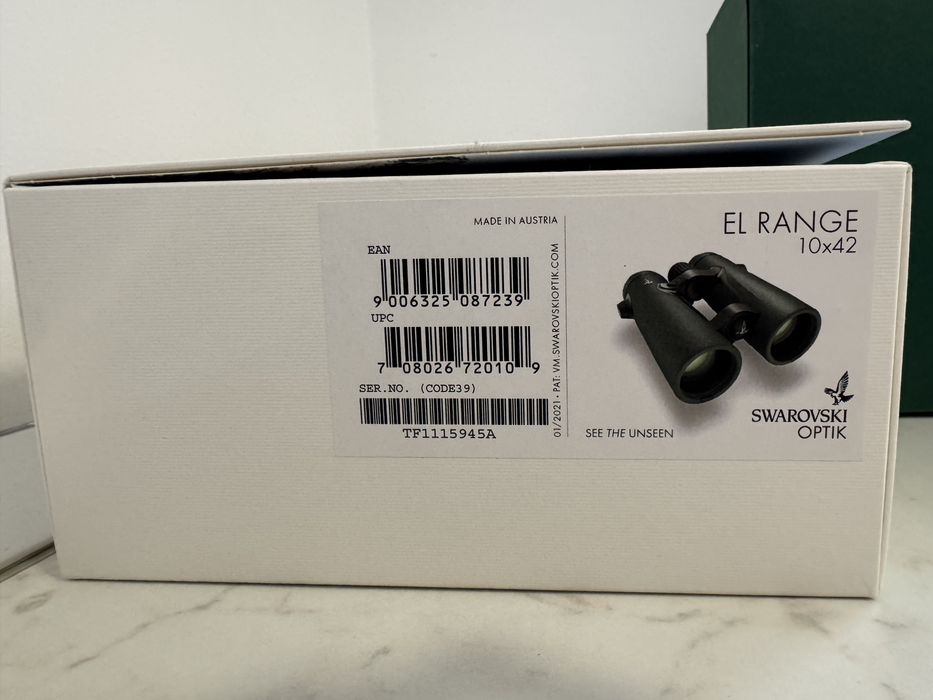 MADE IN AUSTRIA
EAN
9 006325 087239
UPC
7 08026 72010 9
SER.NO. (CODE39)
TF1115945A
01/2021 • PAT: VM.SWAROVSKIOPTIK.COM
EL RANGE
10x42
SEE THE UNSEEN
SWAROVSKI
OPTIK